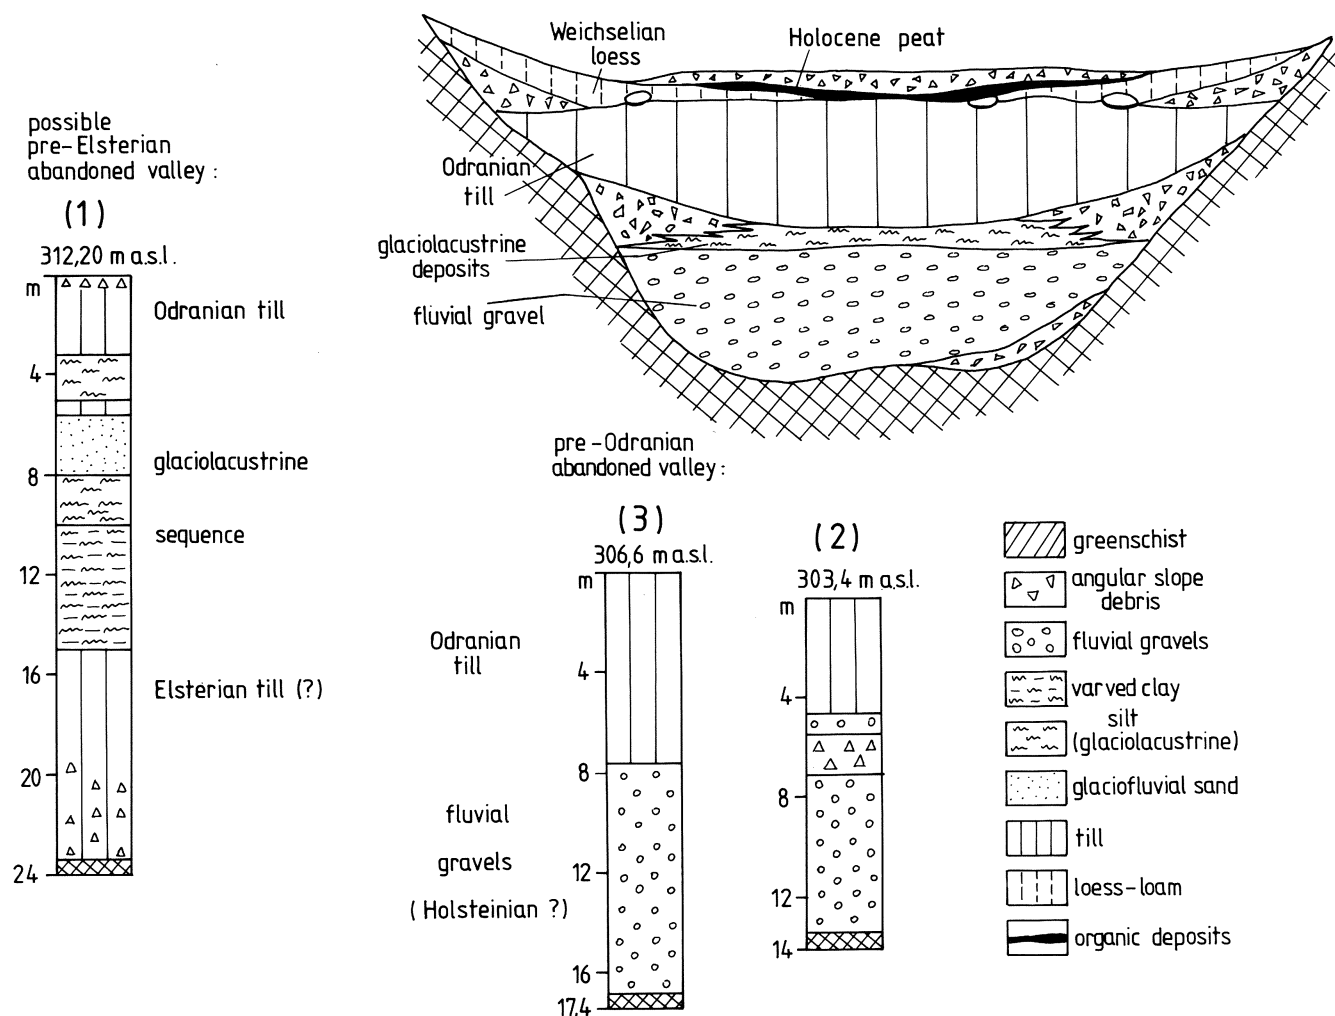 possible
pre-Elsterian
abandoned valley :
(1)
312,20 m a.s.l.
m
4
8
12
16
20
24
Odranian till
glaciolacustrine
sequence
Elsterian till (?)
Weichselian
loess
Holocene peat
Odranian
till
glaciolacustrine
deposits
fluvial gravel
pre-Odranian
abandoned valley :
(3)
306,6 m a.s.l.
m
4
8
12
16
17,4
Odranian
till
fluvial
gravels
(Holsteinian ?)
(2)
303,4 m a.s.l.
m
4
8
12
14
greenschist
angular slope
debris
fluvial gravels
varved clay
silt
(glaciolacustrine)
glaciofluvial sand
till
loess-loam
organic deposits